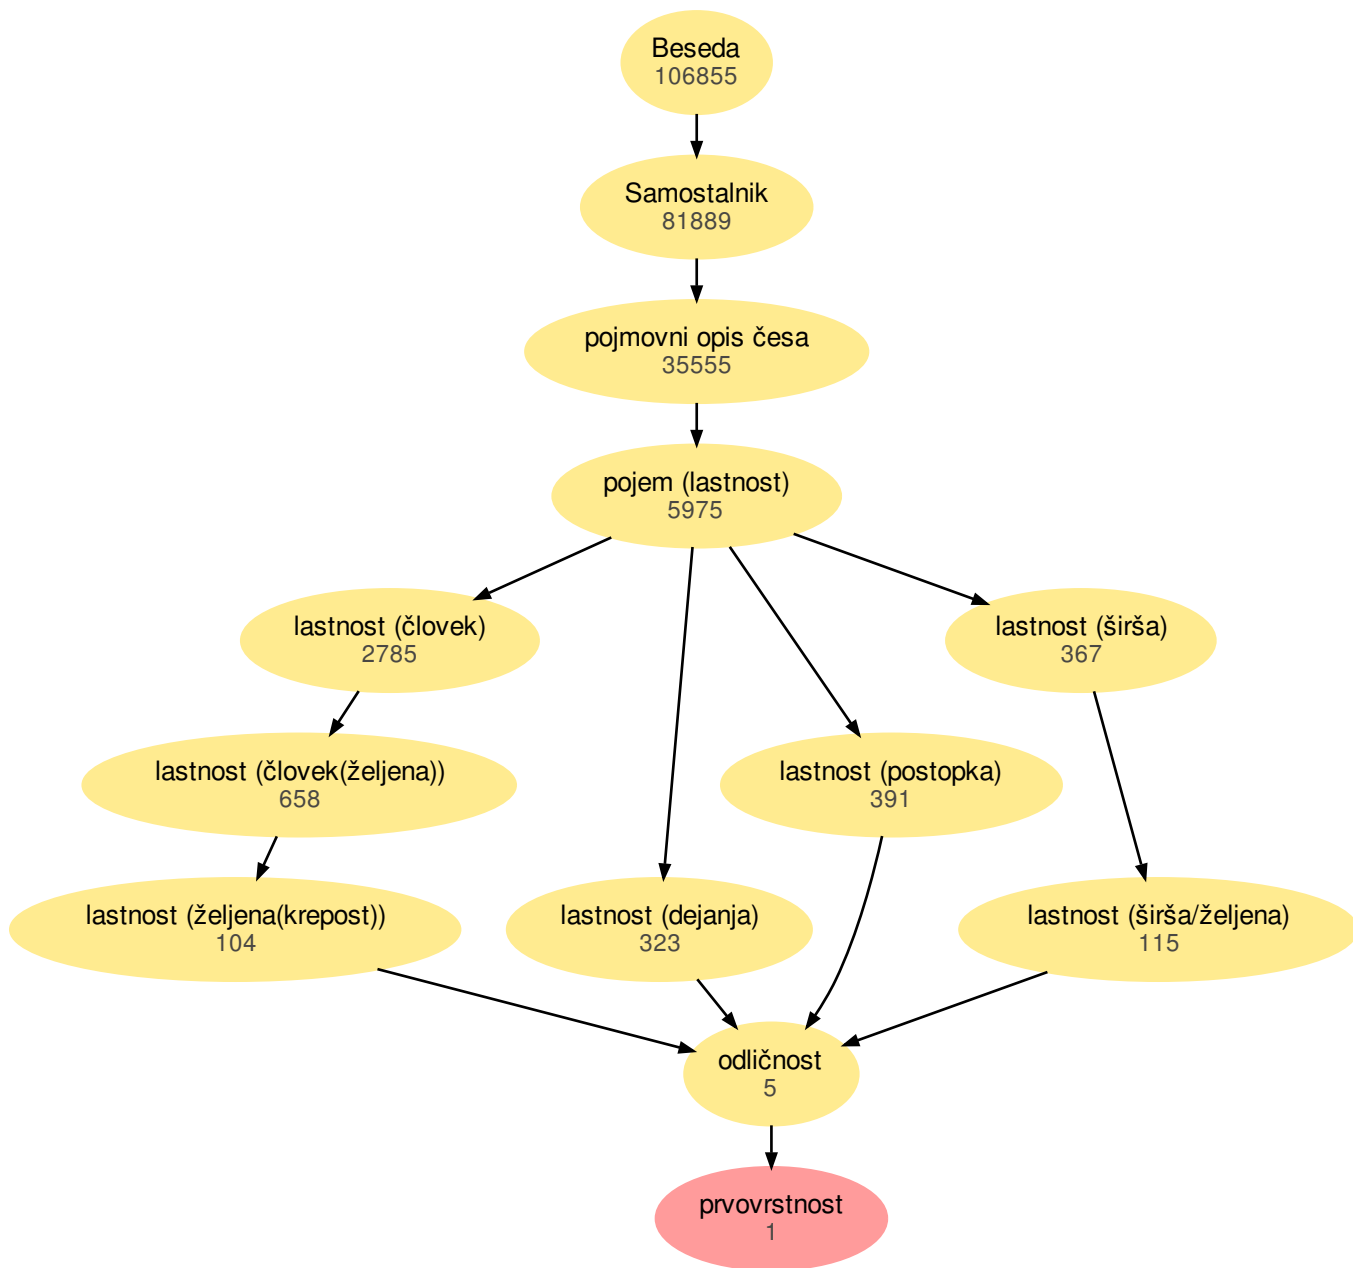 Beseda
106855
Samostalnik
81889
pojmovni opis česa
35555
pojem (lastnost)
5975
lastnost (človek)
2785
lastnost (širša)
367
lastnost (človek(željena))
658
lastnost (postopka)
391
lastnost (željena(krepost))
104
lastnost (dejanja)
323
lastnost (širša/željena)
115
odličnost
5
prvovrstnost
1